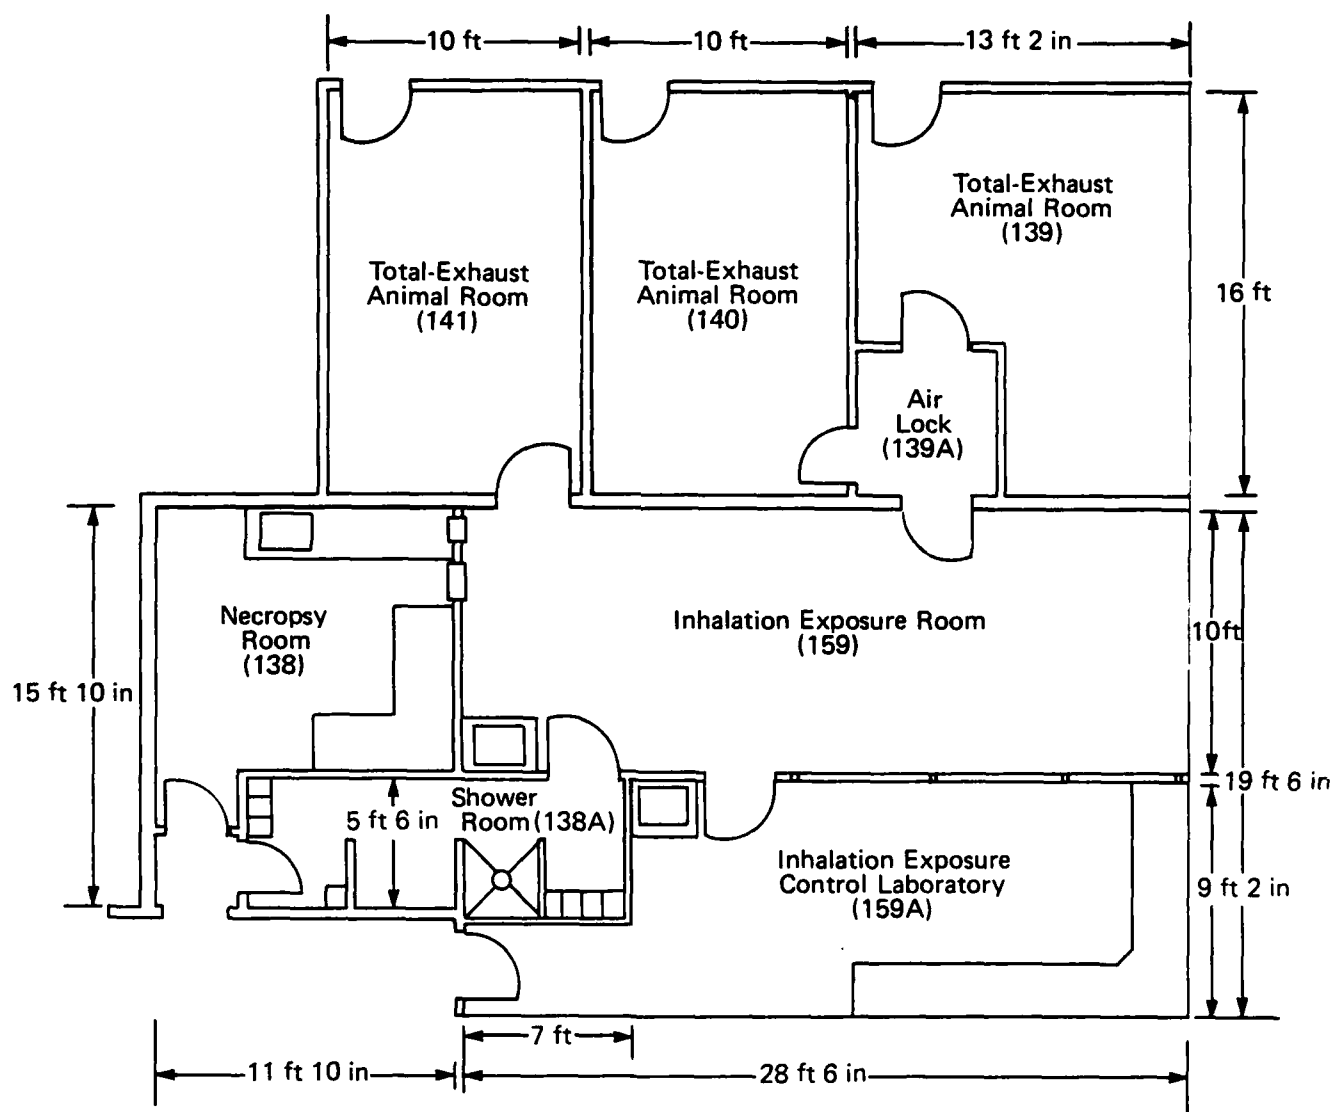 10 ft
10 ft
13 ft 2 in
Total-Exhaust
Animal Room
(139)
Total-Exhaust
Animal Room
(141)
Total-Exhaust
Animal Room
(140)
16 ft
Air
Lock
(139A)
Necropsy
Room
(138)
Inhalation Exposure Room
(159)
10ft
15 ft 10 in
19 ft 6 in
Shower
Room (138A)
5 ft 6 in
Inhalation Exposure
Control Laboratory
(159A)
9 ft 2 in
7 ft
11 ft 10 in
28 ft 6 in